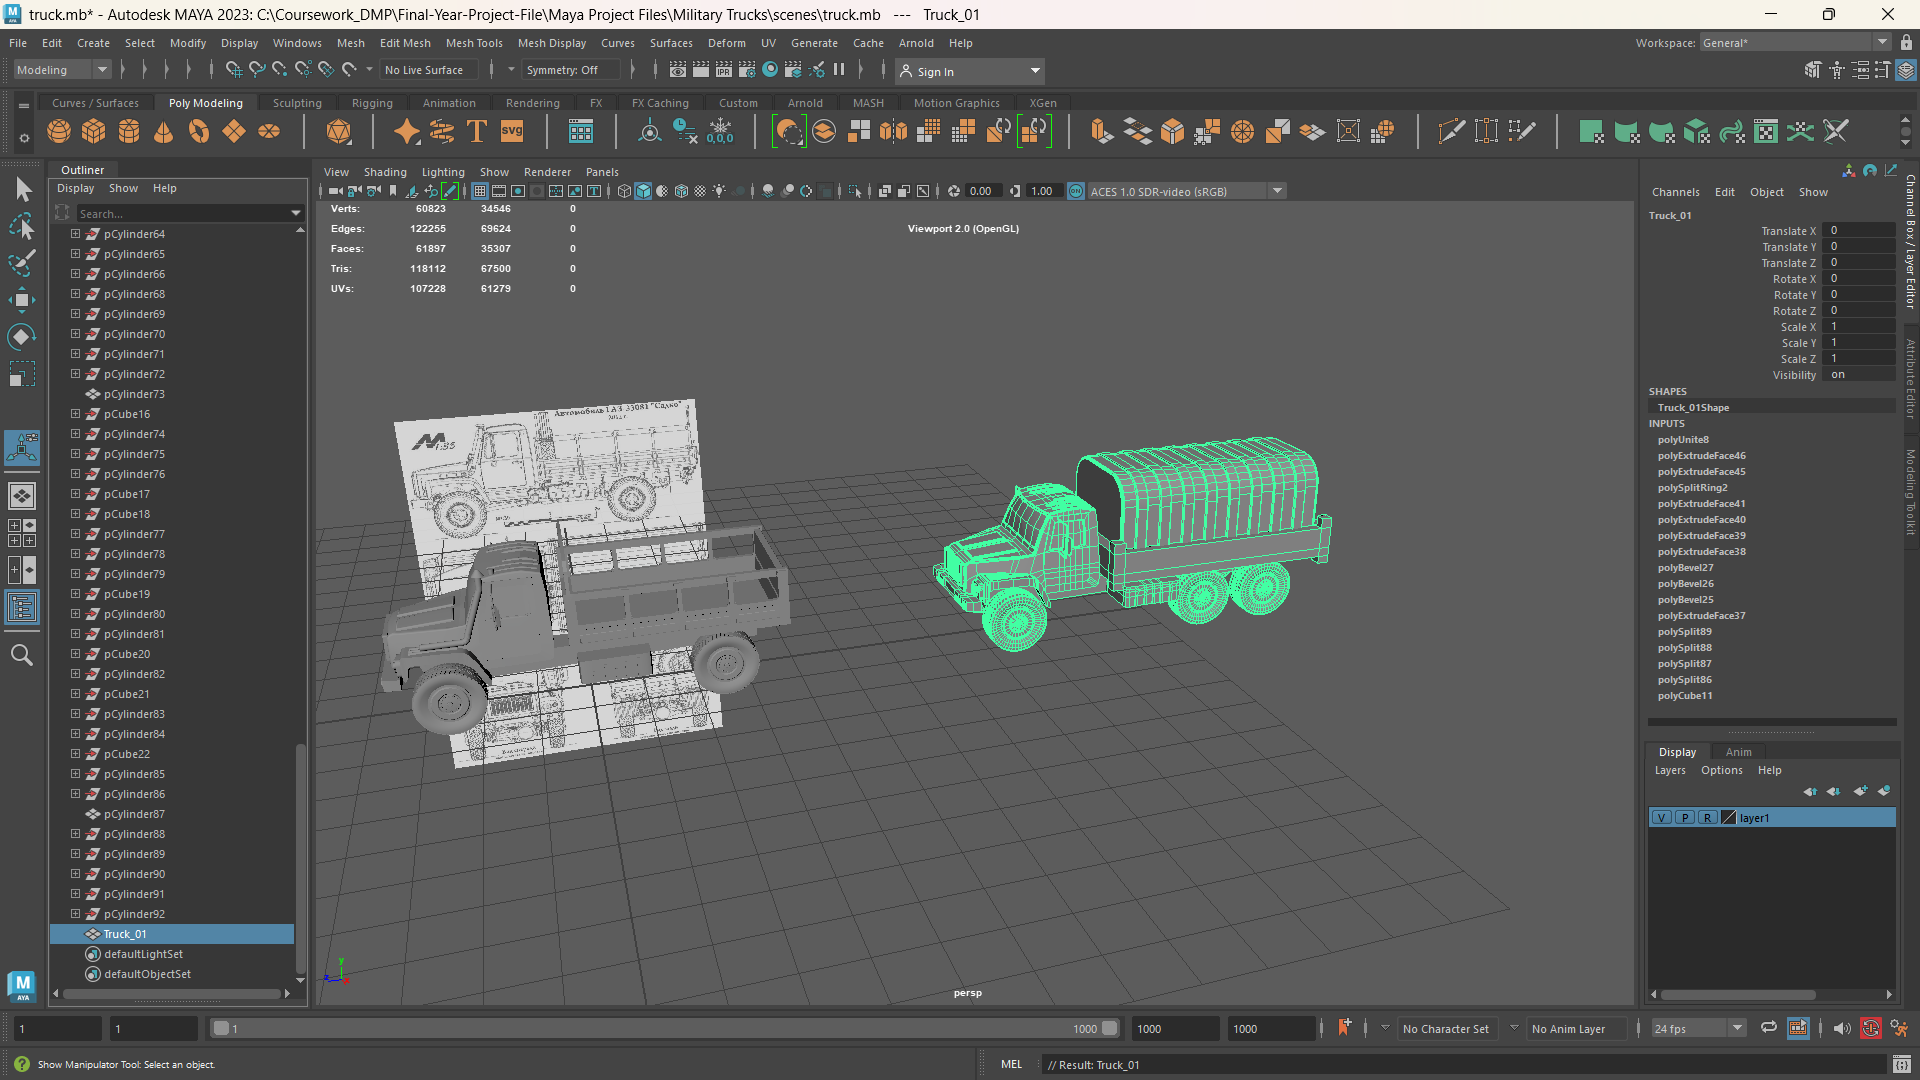 truck.mb* - Autodesk MAYA 2023: C:\Coursework_DMP\Final-Year-Project-File\Maya Project Files\Military Trucks\scenes\truck.mb   ---   Truck_01
File Edit Create Select Modify Display Windows Mesh Edit Mesh Mesh Tools Mesh Display Curves Surfaces Deform UV Generate Cache Arnold Help Workspace: General*
Modeling No Live Surface Symmetry: Off IPR Sign In
Curves / Surfaces Poly Modeling Sculpting Rigging Animation Rendering FX FX Caching Custom Arnold MASH Motion Graphics XGen
T SVG 0,0,0
Outliner
Display Show Help
Search...
pCylinder64
pCylinder65
pCylinder66
pCylinder68
pCylinder69
pCylinder70
pCylinder71
pCylinder72
pCylinder73
pCube16
pCylinder74
pCylinder75
pCylinder76
pCube17
pCube18
pCylinder77
pCylinder78
pCylinder79
pCube19
pCylinder80
pCylinder81
pCube20
pCylinder82
pCube21
pCylinder83
pCylinder84
pCube22
pCylinder85
pCylinder86
pCylinder87
pCylinder88
pCylinder89
pCylinder90
pCylinder91
pCylinder92
Truck_01
defaultLightSet
defaultObjectSet
View Shading Lighting Show Renderer Panels
0.00 1.00 ON ACES 1.0 SDR-video (sRGB)
Verts: 60823 34546 0
Edges: 122255 69624 0
Faces: 61897 35307 0
Tris: 118112 67500 0
UVs: 107228 61279 0
Viewport 2.0 (OpenGL)
Автомобиль ГАЗ 33081 "Садко"
y
z
x
persp
Channels Edit Object Show
Truck_01
Translate X 0
Translate Y 0
Translate Z 0
Rotate X 0
Rotate Y 0
Rotate Z 0
Scale X 1
Scale Y 1
Scale Z 1
Visibility on
SHAPES
Truck_01Shape
INPUTS
polyUnite8
polyExtrudeFace46
polyExtrudeFace45
polySplitRing2
polyExtrudeFace41
polyExtrudeFace40
polyExtrudeFace39
polyExtrudeFace38
polyBevel27
polyBevel26
polyBevel25
polyExtrudeFace37
polySplit89
polySplit88
polySplit87
polySplit86
polyCube11
Channel Box / Layer Editor
Attribute Editor
Modeling Toolkit
Display Anim
Layers Options Help
V P R layer1
M
AYA
1 1 1 1000 1000 1000 No Character Set No Anim Layer 24 fps
Show Manipulator Tool: Select an object. MEL // Result: Truck_01